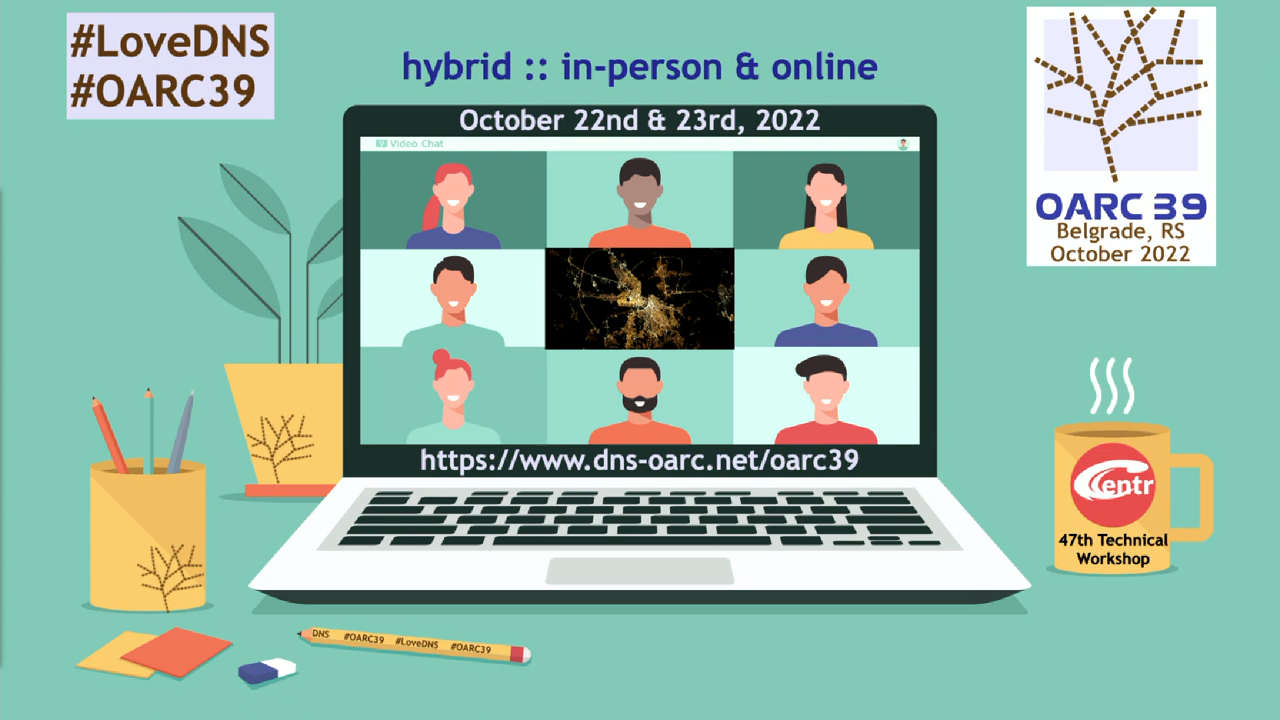 #LoveDNS
#OARC39
hybrid :: in-person & online
October 22nd & 23rd, 2022
V Video Chat
https://www.dns-oarc.net/oarc39
OARC 39
Belgrade, RS
October 2022
Centr
47th Technical
Workshop
DNS #OARC39 #LoveDNS #OARC39